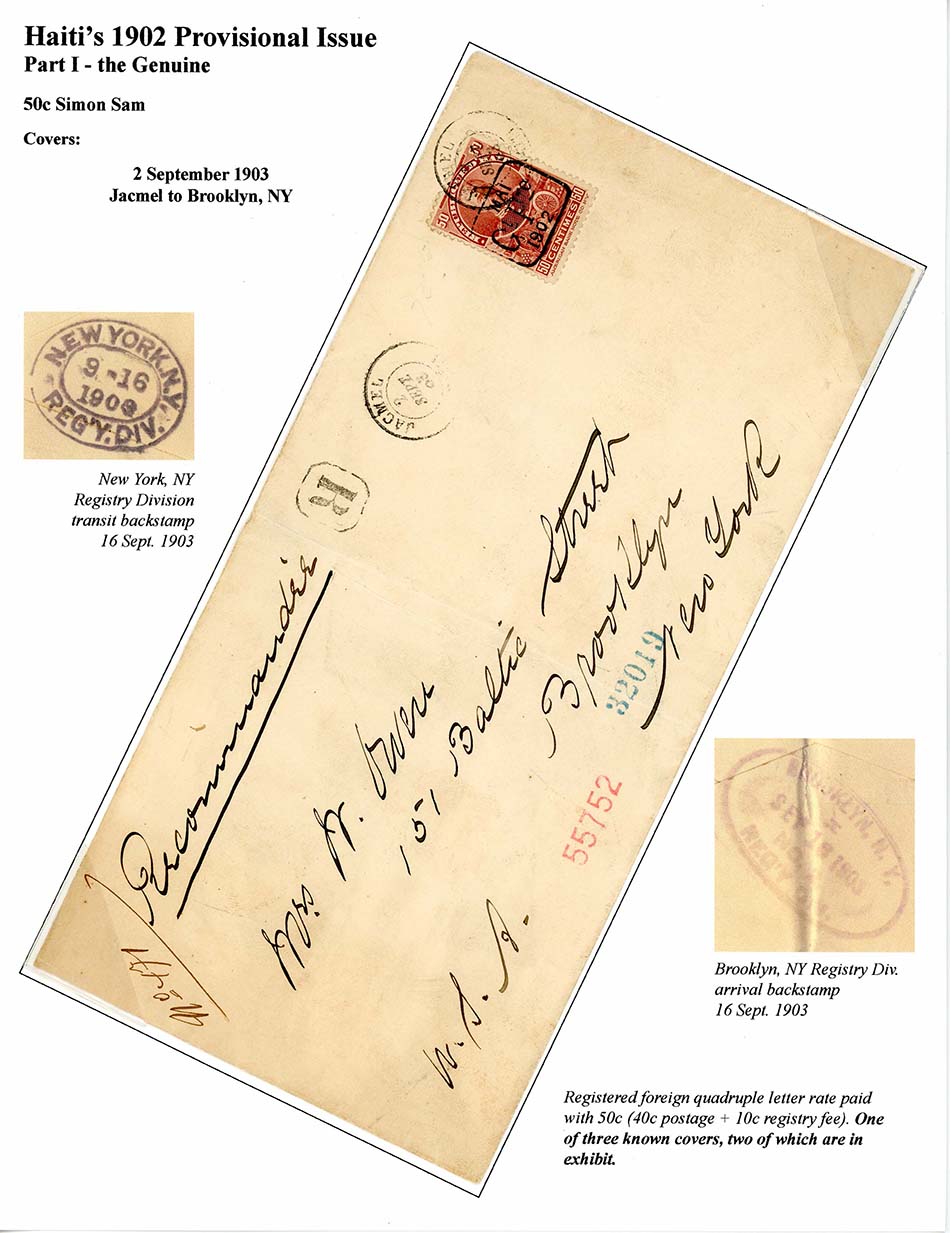 Haiti's 1902 Provisional Issue
Part I - the Genuine
50c Simon Sam
Covers:
2 September 1903
Jacmel to Brooklyn, NY
50
50
MAI
1902
50 CENTIMES 50
NEW YORK, N.Y.
9-16
1903
REG'Y. DIV.
New York, NY
Registry Division
transit backstamp
16 Sept. 1903
JACMEL
2
SEPT
03
R
Recommandée
Mrs. W. Owen
151 Baltic Street
Brooklyn
New York
U. S. A.
32019
55752
BROOKLYN, N.Y.
SEP 16 1903
REG'Y
Brooklyn, NY Registry Div.
arrival backstamp
16 Sept. 1903
Registered foreign quadruple letter rate paid
with 50c (40c postage + 10c registry fee). One
of three known covers, two of which are in
exhibit.